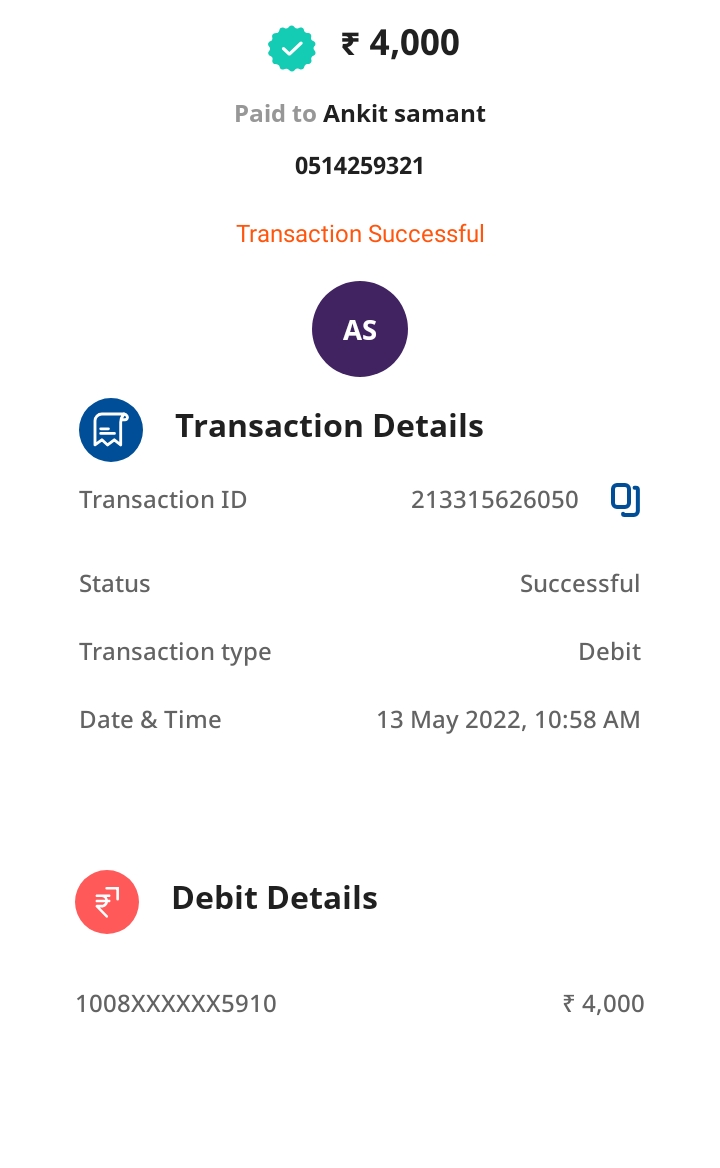 ₹ 4,000
Paid to Ankit samant
0514259321
Transaction Successful
AS
Transaction Details
Transaction ID 213315626050
Status Successful
Transaction type Debit
Date & Time 13 May 2022, 10:58 AM
₹ Debit Details
1008XXXXXX5910 ₹ 4,000